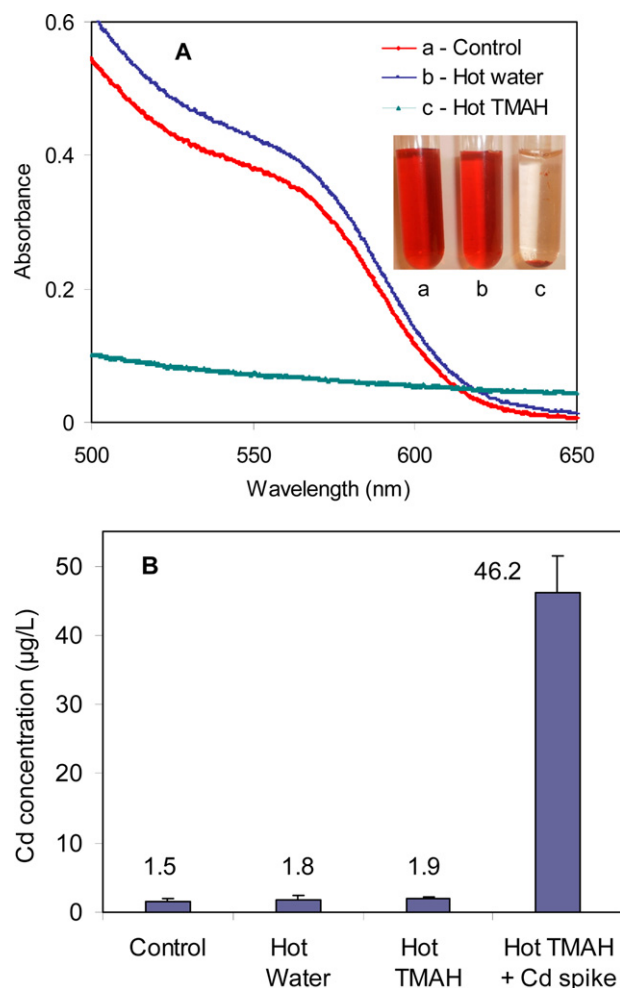 A
a - Control
b - Hot water
c - Hot TMAH
a b c
0.6
0.4
0.2
0
Absorbance
500 550 600 650
Wavelength (nm)
B
50
40
30
20
10
0
Cd concentration (µg/L)
1.5 1.8 1.9 46.2
Control Hot Hot Hot TMAH
Water TMAH + Cd spike